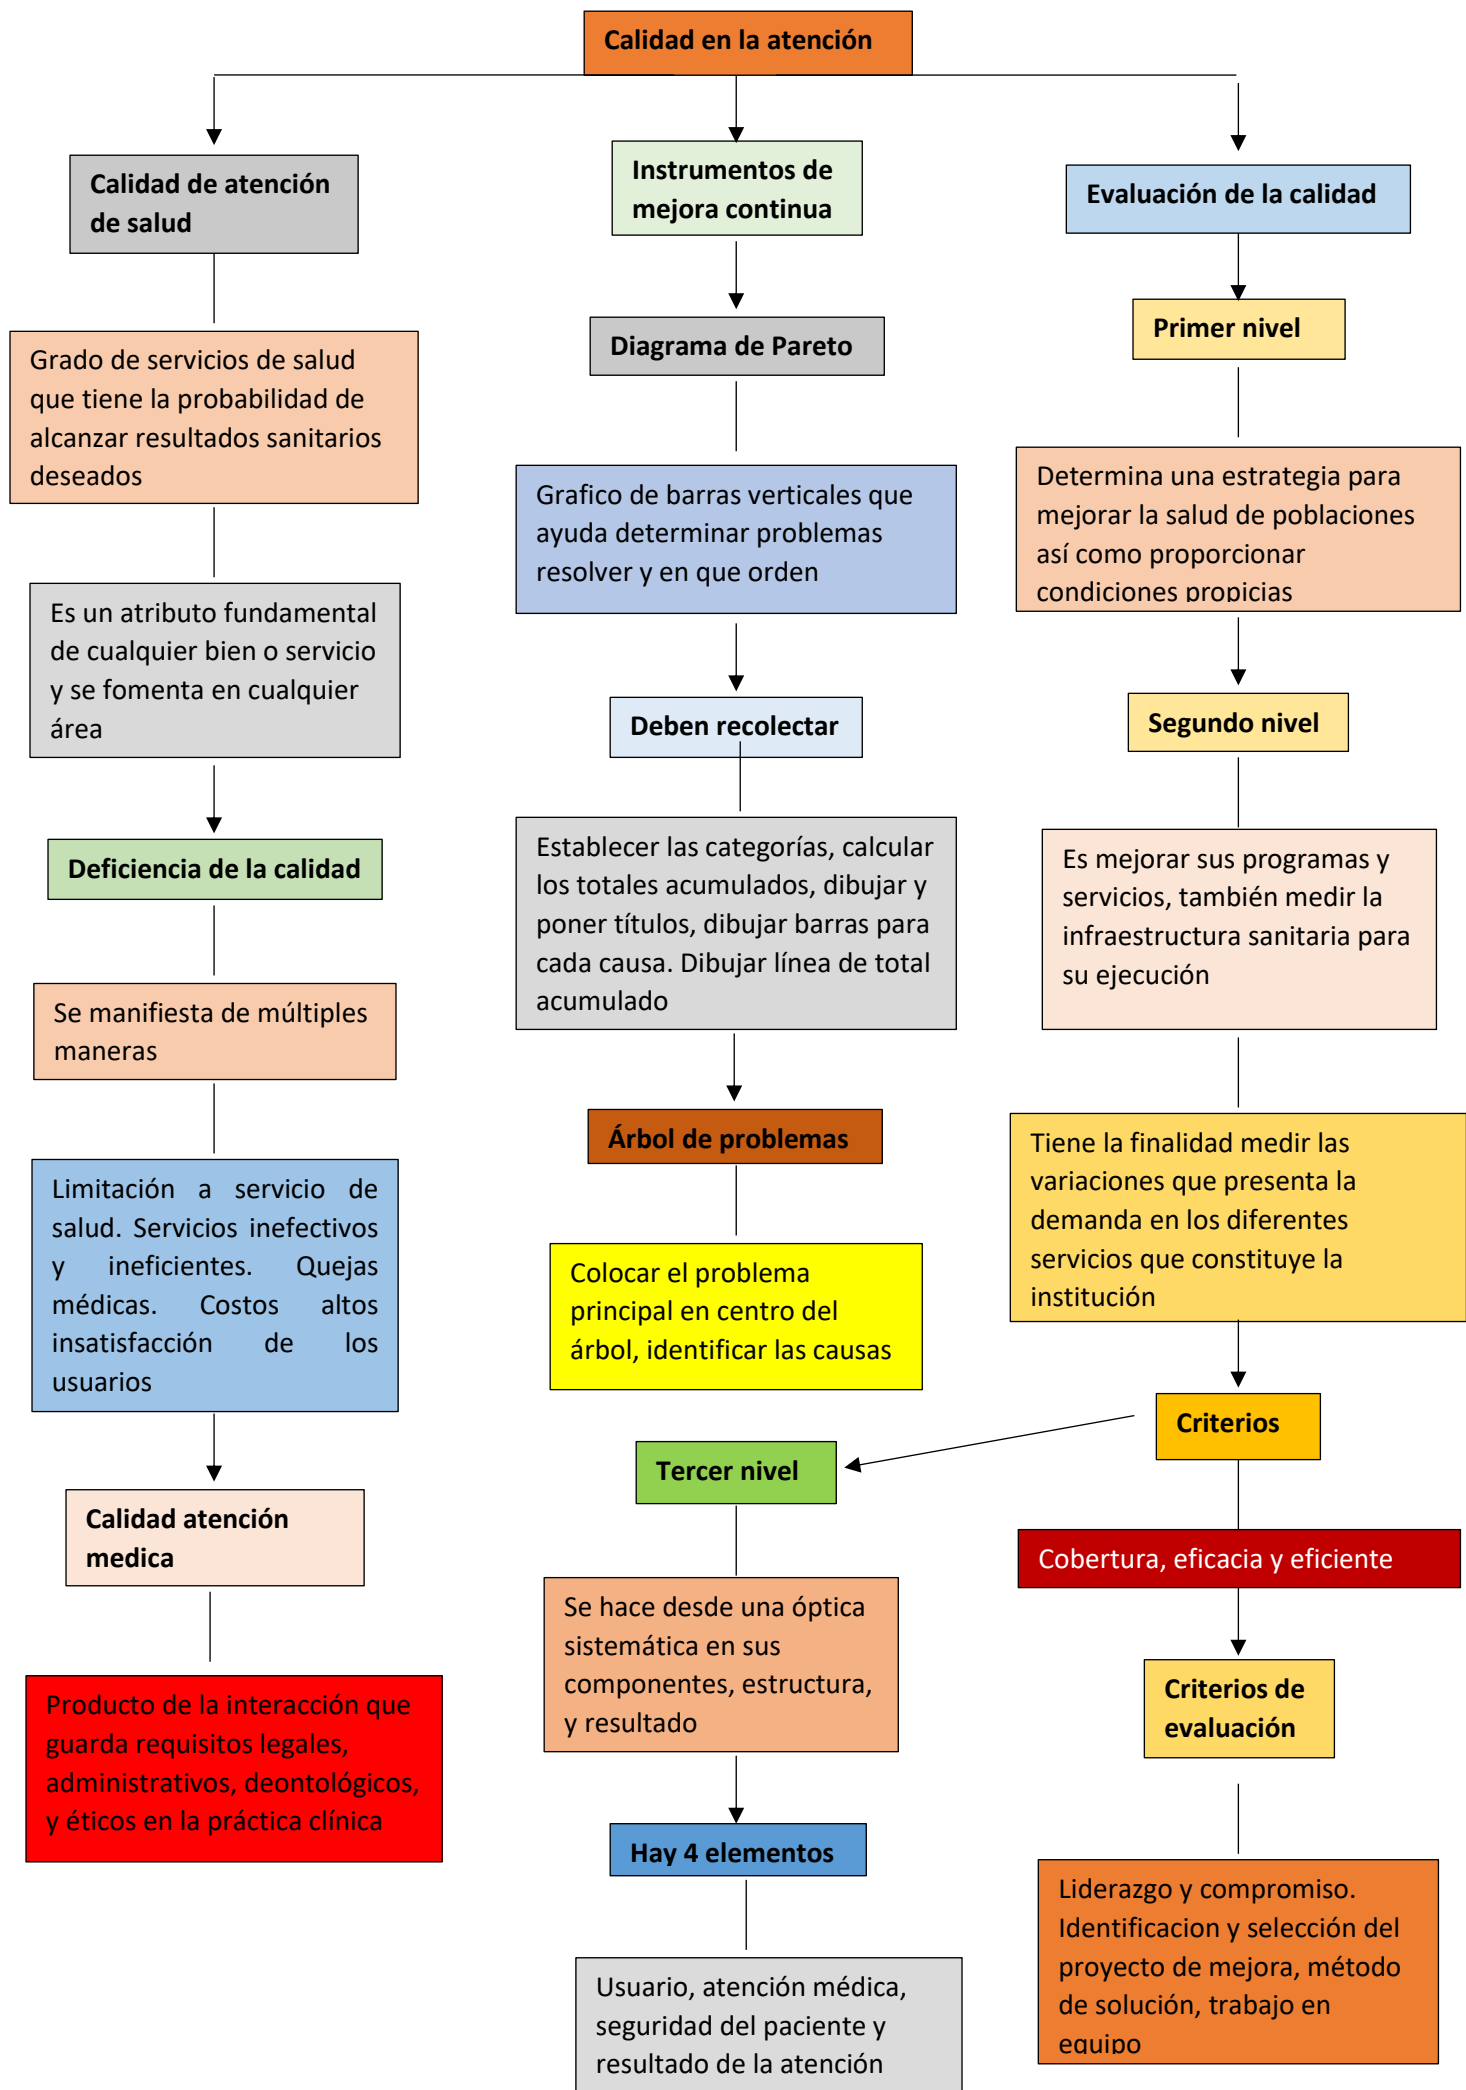 Calidad en la atención
Calidad de atención
de salud
Grado de servicios de salud
que tiene la probabilidad de
alcanzar resultados sanitarios
deseados
Es un atributo fundamental
de cualquier bien o servicio
y se fomenta en cualquier
área
Deficiencia de la calidad
Se manifiesta de múltiples
maneras
Limitación a servicio de
salud. Servicios inefectivos
y ineficientes. Quejas
médicas. Costos altos
insatisfacción de los
usuarios
Calidad atención
medica
Producto de la interacción que
guarda requisitos legales,
administrativos, deontológicos,
y éticos en la práctica clínica
Instrumentos de
mejora continua
Diagrama de Pareto
Grafico de barras verticales que
ayuda determinar problemas
resolver y en que orden
Deben recolectar
Establecer las categorías, calcular
los totales acumulados, dibujar y
poner títulos, dibujar barras para
cada causa. Dibujar línea de total
acumulado
Árbol de problemas
Colocar el problema
principal en centro del
árbol, identificar las causas
Evaluación de la calidad
Primer nivel
Determina una estrategia para
mejorar la salud de poblaciones
así como proporcionar
condiciones propicias
Segundo nivel
Es mejorar sus programas y
servicios, también medir la
infraestructura sanitaria para
su ejecución
Tiene la finalidad medir las
variaciones que presenta la
demanda en los diferentes
servicios que constituye la
institución
Criterios
Cobertura, eficacia y eficiente
Criterios de
evaluación
Liderazgo y compromiso.
Identificacion y selección del
proyecto de mejora, método
de solución, trabajo en
equipo
Tercer nivel
Se hace desde una óptica
sistemática en sus
componentes, estructura,
y resultado
Hay 4 elementos
Usuario, atención médica,
seguridad del paciente y
resultado de la atención